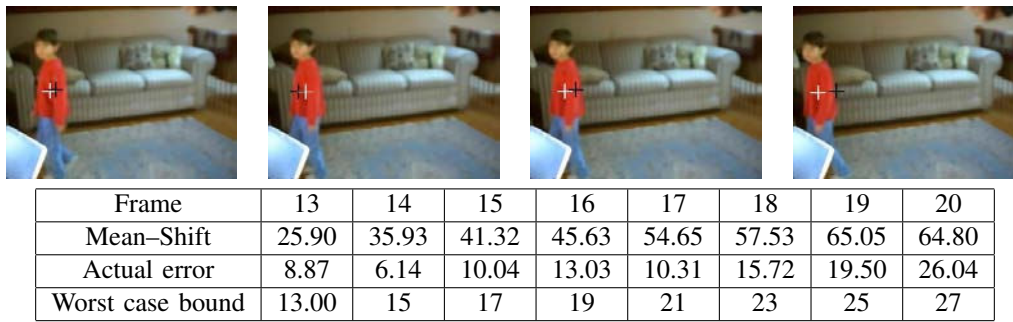 Frame 13 14 15 16 17 18 19 20
Mean–Shift 25.90 35.93 41.32 45.63 54.65 57.53 65.05 64.80
Actual error 8.87 6.14 10.04 13.03 10.31 15.72 19.50 26.04
Worst case bound 13.00 15 17 19 21 23 25 27